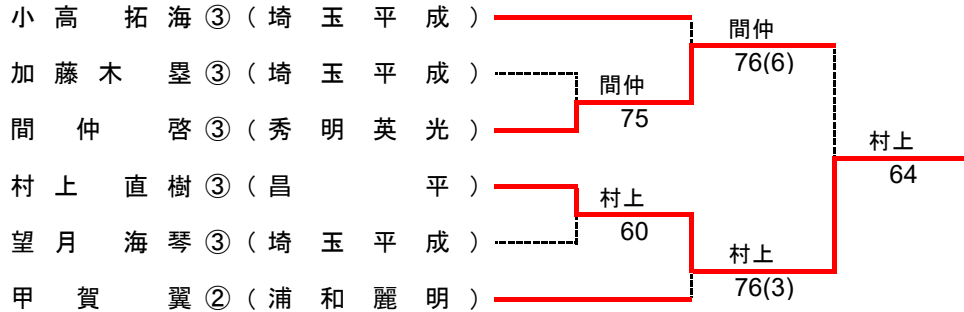 小高 拓海③(埼玉平成)
間仲
76(6)
加藤木 塁③(埼玉平成)
間仲
75
間仲 啓③(秀明英光)
村上
64
村上 直樹③(昌平)
村上
60
望月 海琴③(埼玉平成)
村上
76(3)
甲賀 翼②(浦和麗明)